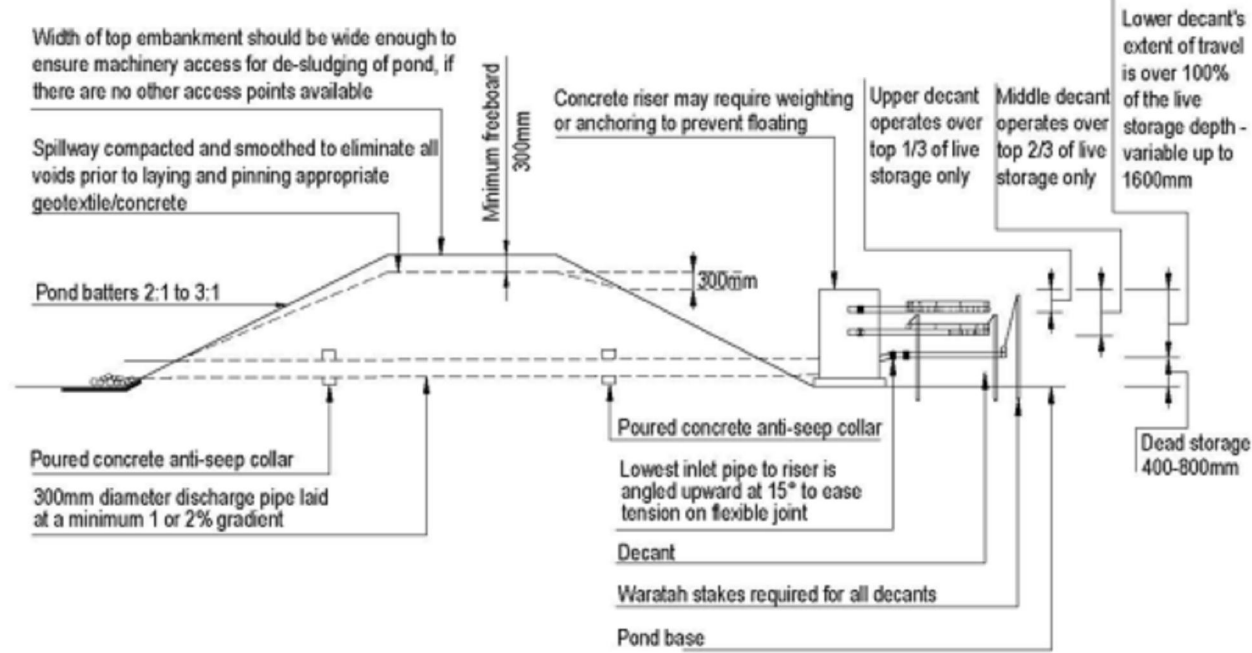 Width of top embankment should be wide enough to
ensure machinery access for de-sludging of pond, if
there are no other access points available
Spillway compacted and smoothed to eliminate all
voids prior to laying and pinning appropriate
geotextile/concrete
Pond batters 2:1 to 3:1
Minimum freeboard
300mm
Concrete riser may require weighting
or anchoring to prevent floating
Upper decant
operates over
top 1/3 of live
storage only
Middle decant
operates over
top 2/3 of live
storage only
Lower decant's
extent of travel
is over 100%
of the live
storage depth -
variable up to
1600mm
300mm
Poured concrete anti-seep collar
300mm diameter discharge pipe laid
at a minimum 1 or 2% gradient
Poured concrete anti-seep collar
Lowest inlet pipe to riser is
angled upward at 15° to ease
tension on flexible joint
Decant
Waratah stakes required for all decants
Pond base
Dead storage
400-800mm